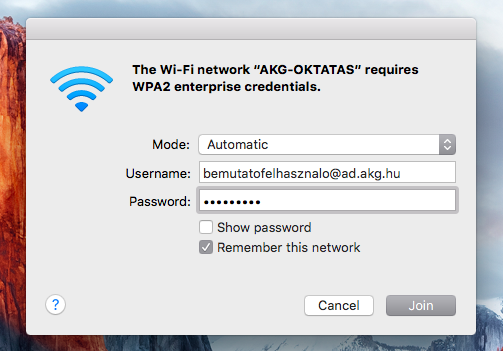 The Wi-Fi network “AKG-OKTATAS” requires
WPA2 enterprise credentials.
Mode: Automatic
Username: bemutatofelhasznalo@ad.akg.hu
Password: •••••••••
Show password
Remember this network
? Cancel Join